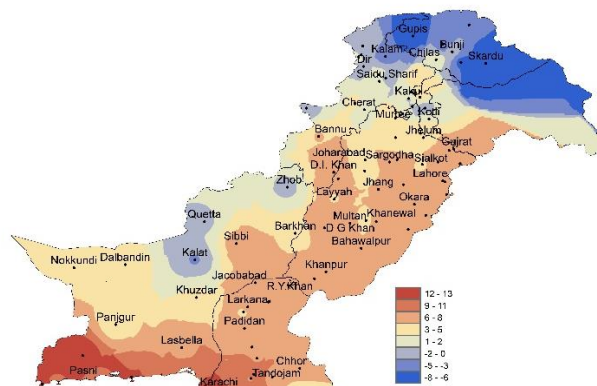 Gupis
Bunji
Kalam
Chilas
Skardu
Dir
Saidu Sharif
Kakul
Cherat
Murree
Kotli
Bannu
Jhelum
Gujrat
Joharabad
Sargodha
Sialkot
D.I. Khan
Lahore
Zhob
Jhang
Layyah
Okara
Quetta
Multan
Khanewal
Barkhan
D G Khan
Sibbi
Bahawalpur
Kalat
Nokkundi
Dalbandin
Khanpur
Jacobabad
R.Y.Khan
Khuzdar
Larkana
Panjgur
Padidan
Lasbella
Chhor
Pasni
Karachi
Tandojam
12 - 13
9 - 11
6 - 8
3 - 5
1 - 2
-2 - 0
-5 - -3
-8 - -6